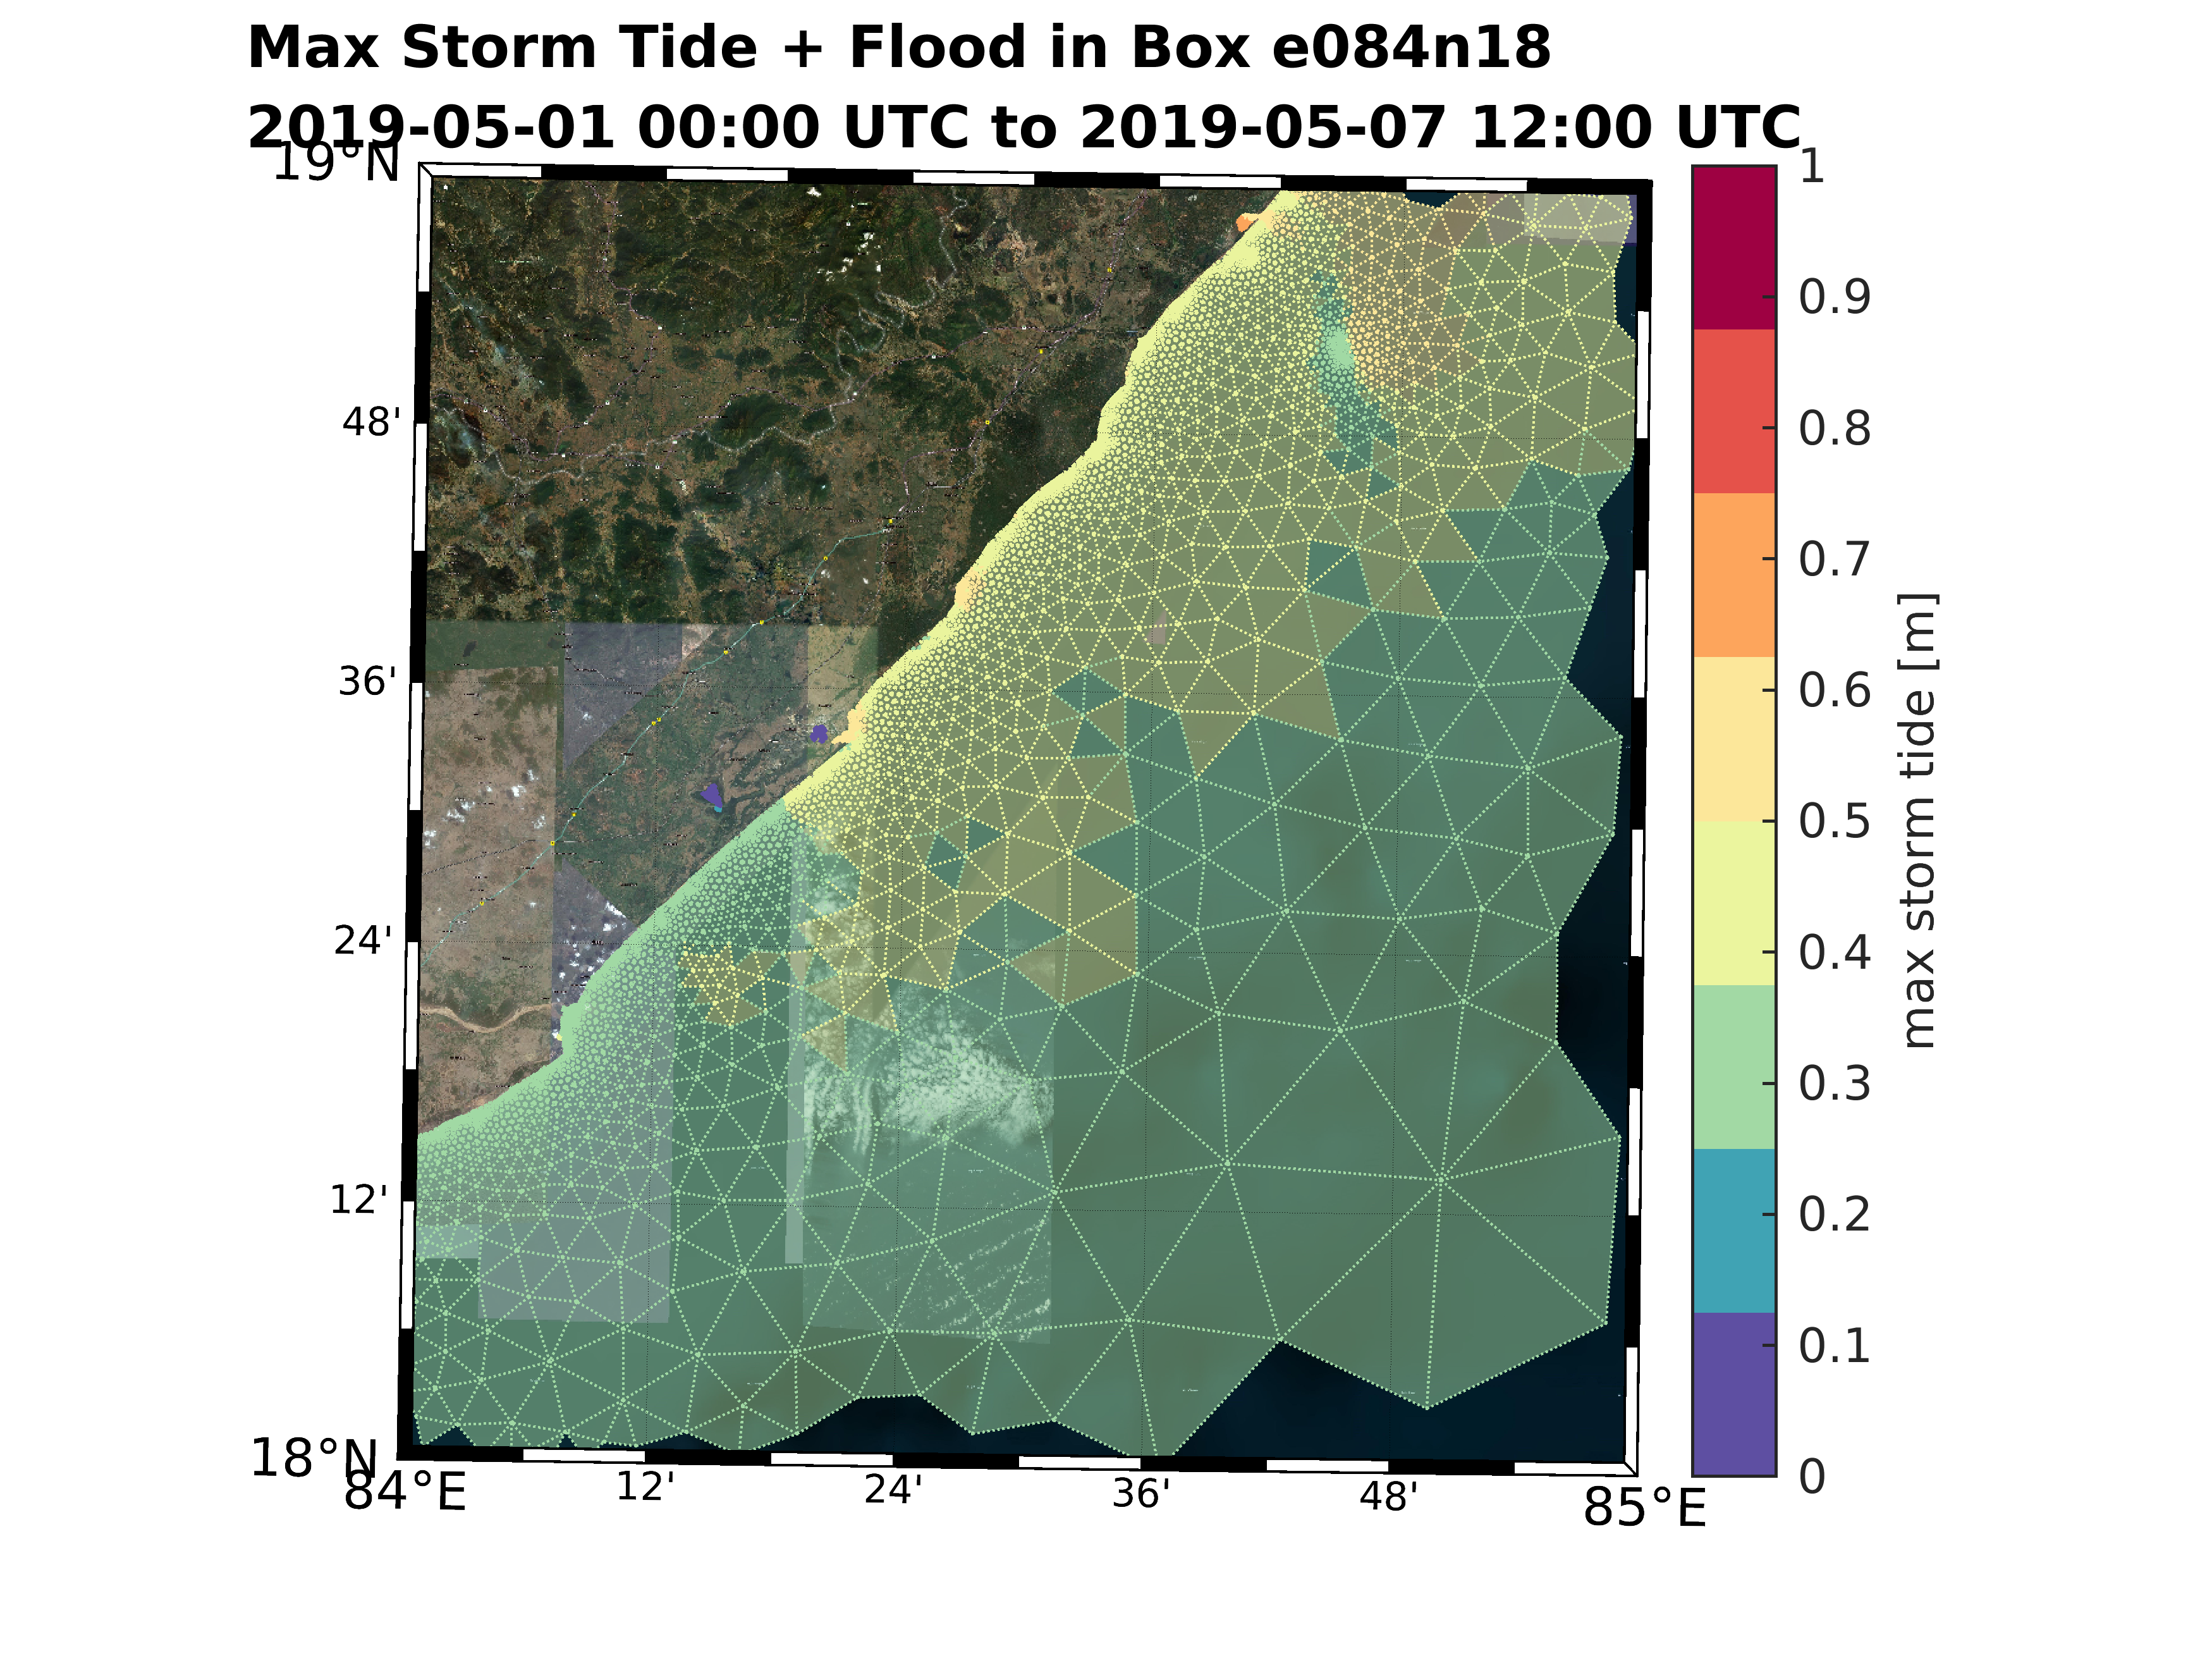 Max Storm Tide + Flood in Box e084n18
2019-05-01 00:00 UTC to 2019-05-07 12:00 UTC
19°N
48'
36'
24'
12'
18°N
84°E
12'
24'
36'
48'
85°E
1
0.9
0.8
0.7
0.6
0.5
0.4
0.3
0.2
0.1
0
max storm tide [m]